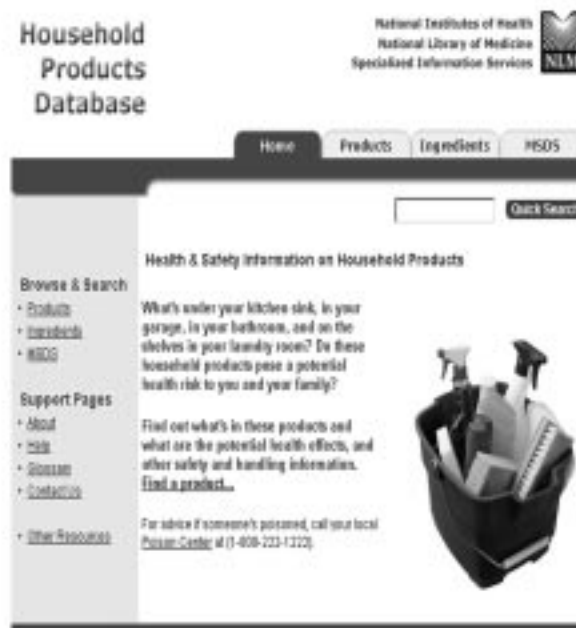 Household
Products
Database
National Institutes of Health
National Library of Medicine
Specialized Information Services
NLM
Home
Products
Ingredients
MSDS
Quick Search
Health & Safety Information on Household Products
Browse & Search
• Products
• Ingredients
• MSDS
Support Pages
• About
• Help
• Glossary
• Contact Us
• Other Resources
What's under your kitchen sink, in your
garage, in your bathroom, and on the
shelves in your laundry room? Do these
household products pose a potential
health risk to you and your family?
Find out what's in these products and
what are the potential health effects, and
other safety and handling information.
Find a product...
For advice if someone's poisoned, call your local
Poison Center at (1-800-222-1222).